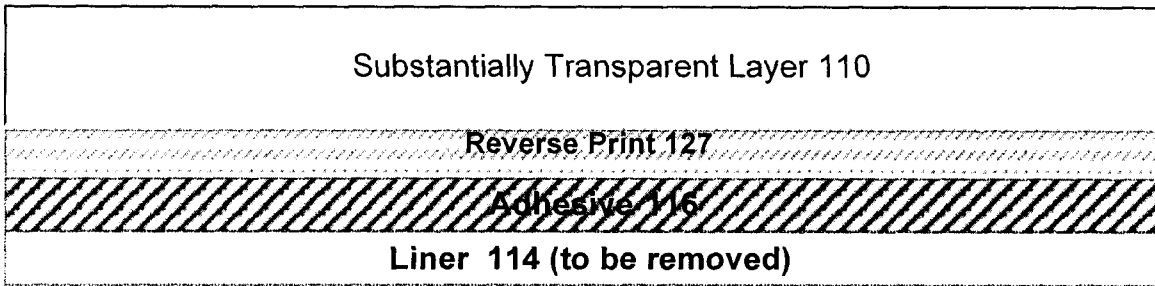 Substantially Transparent Layer 110
Reverse Print 127
Adhesive 116
Liner 114 (to be removed)